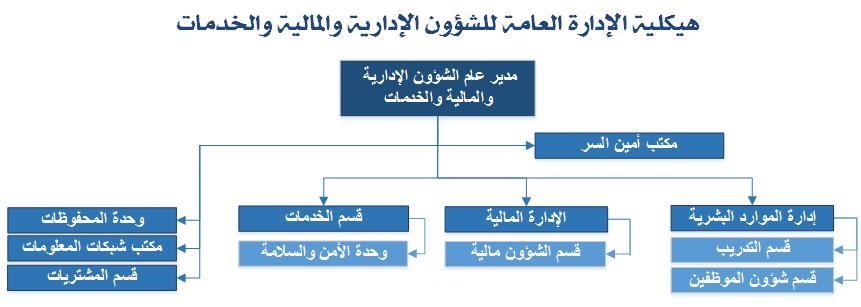 هيكلية الإدارة العامة للشؤون الإدارية والمالية والخدمات
مدير عام الشؤون الإدارية
والمالية والخدمات
مكتب أمين السر
إدارة الموارد البشرية
قسم التدريب
قسم شؤون الموظفين
الإدارة المالية
قسم الشؤون مالية
قسم الخدمات
وحدة الأمن والسلامة
وحدة المحفوظات
مكتب شبكات المعلومات
قسم المشتريات